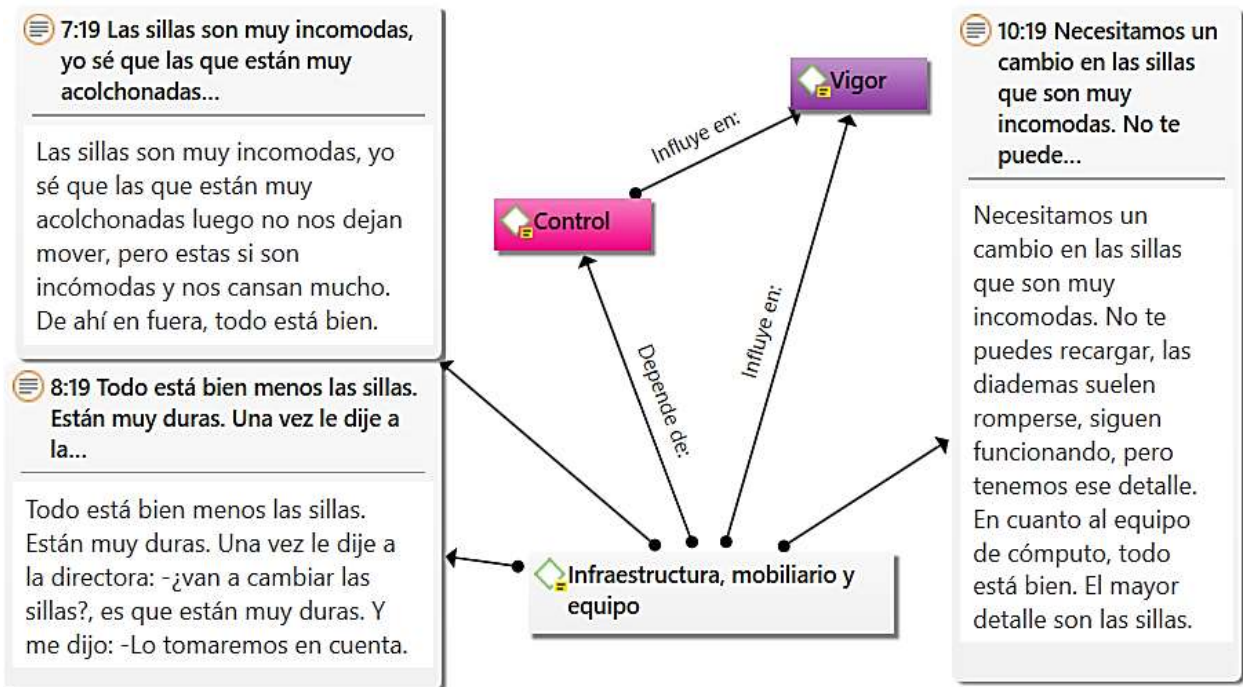 7:19 Las sillas son muy incomodas,
yo sé que las que están muy
acolchonadas...
Las sillas son muy incomodas, yo
sé que las que están muy
acolchonadas luego no nos dejan
mover, pero estas si son
incómodas y nos cansan mucho.
De ahí en fuera, todo está bien.
8:19 Todo está bien menos las sillas.
Están muy duras. Una vez le dije a
la...
Todo está bien menos las sillas.
Están muy duras. Una vez le dije a
la directora: -¿van a cambiar las
sillas?, es que están muy duras. Y
me dijo: -Lo tomaremos en cuenta.
Vigor
Influye en:
Control
Depende de:
Influye en:
Infraestructura, mobiliario y
equipo
10:19 Necesitamos un
cambio en las sillas
que son muy
incomodas. No te
puede...
Necesitamos un
cambio en las sillas
que son muy
incomodas. No te
puedes recargar, las
diademas suelen
romperse, siguen
funcionando, pero
tenemos ese detalle.
En cuanto al equipo
de cómputo, todo
está bien. El mayor
detalle son las sillas.